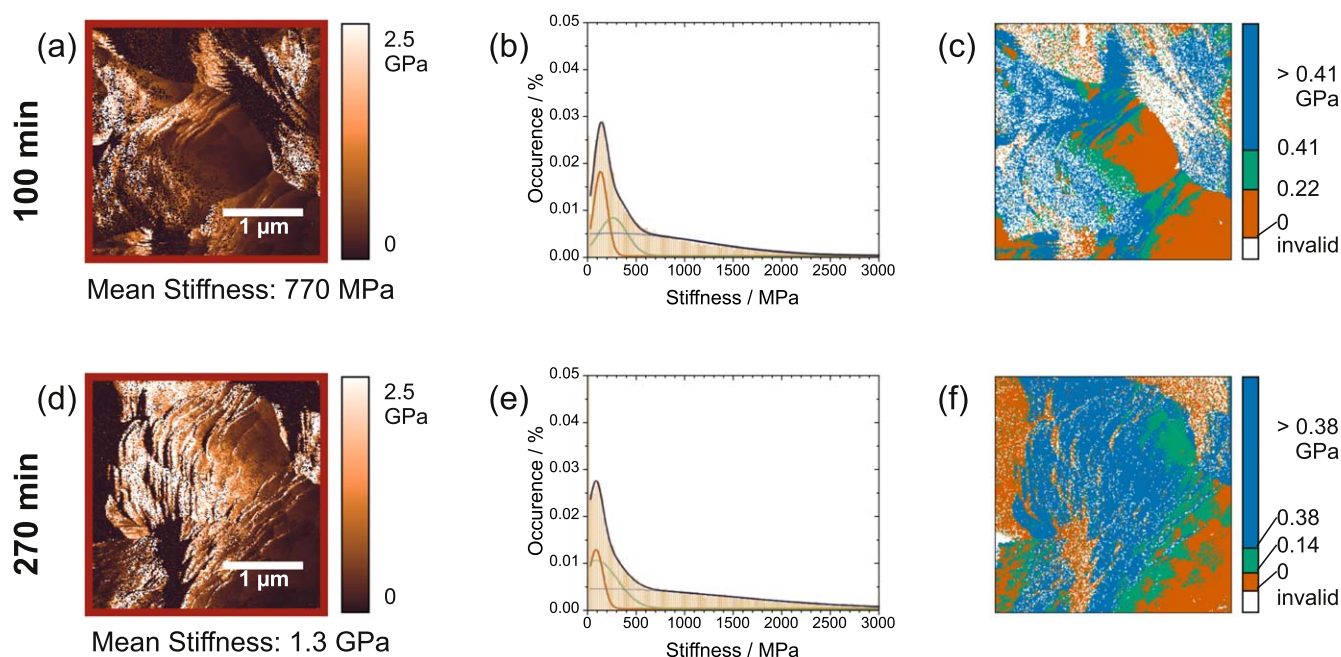 100 min
(a)
2.5
GPa
0
1 μm
Mean Stiffness: 770 MPa
(b)
0.05
0.04
0.03
0.02
0.01
0.00
Occurence / %
0 500 1000 1500 2000 2500 3000
Stiffness / MPa
(c)
> 0.41
GPa
0.41
0.22
0
invalid
270 min
(d)
2.5
GPa
0
1 μm
Mean Stiffness: 1.3 GPa
(e)
0.05
0.04
0.03
0.02
0.01
0.00
Occurence / %
0 500 1000 1500 2000 2500 3000
Stiffness / MPa
(f)
> 0.38
GPa
0.38
0.14
0
invalid